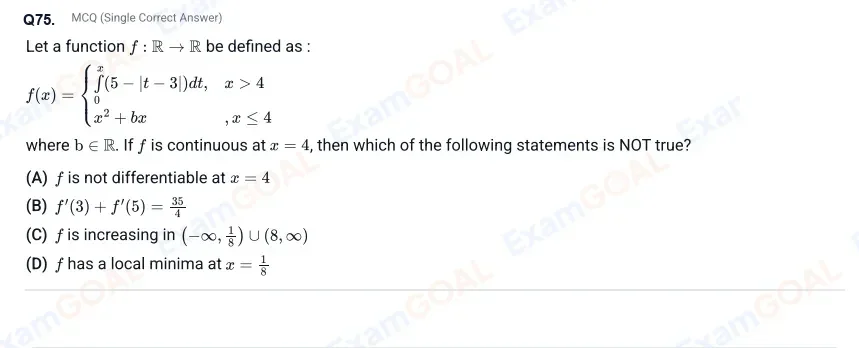 Q75. MCQ (Single Correct Answer)
Let a function f : ℝ → ℝ be defined as :
f(x) = { ∫₀ˣ (5 − |t − 3|)dt, x > 4
x² + bx , x ≤ 4
where b ∈ ℝ. If f is continuous at x = 4, then which of the following statements is NOT true?
(A) f is not differentiable at x = 4
(B) f′(3) + f′(5) = 35/4
(C) f is increasing in (−∞, 1/8) ∪ (8, ∞)
(D) f has a local minima at x = 1/8
ExamGOAL